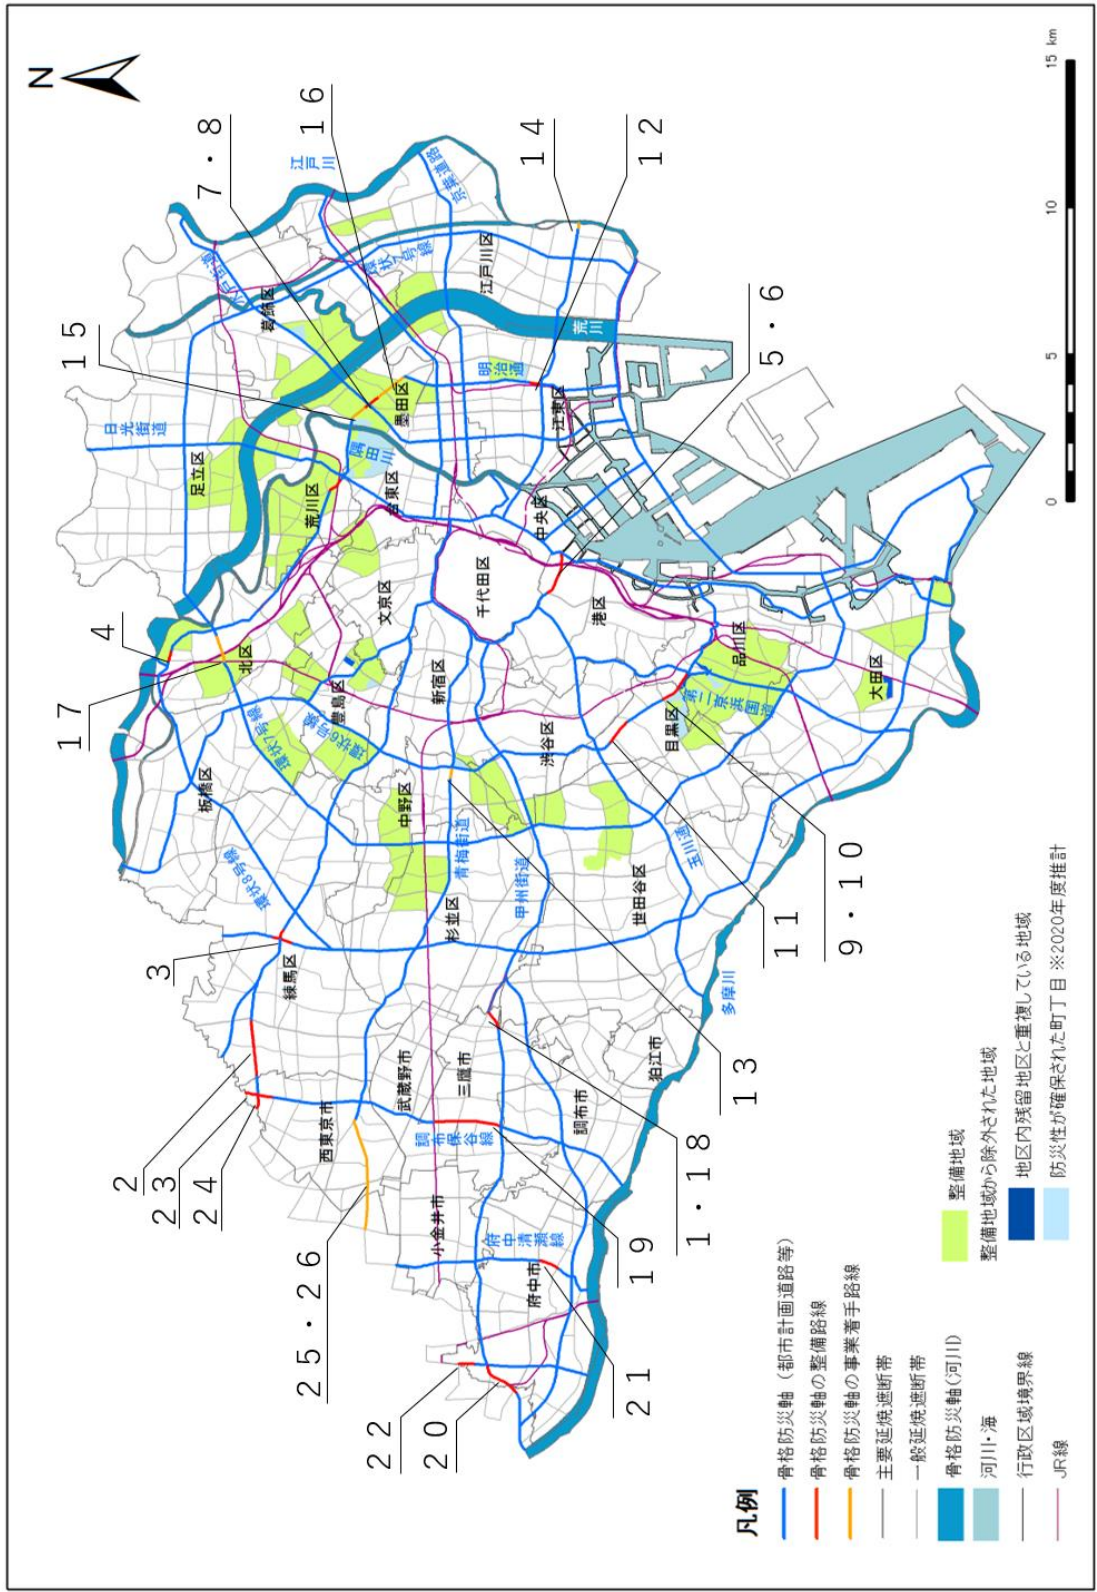 N
22
20
25・26
24
23
2
3
17
4
15
7・8
16
14
12
5・6
9・10
11
13
1・18
19
21
日光街道
水戸街道
江戸川
京葉道路
環状7号線
葛飾区
足立区
江戸川区
荒川
明治通
墨田区
隅田川
荒川区
台東区
江東区
中央区
文京区
千代田区
港区
北区
豊島区
新宿区
環状7号線
環状6号線
板橋区
渋谷区
品川区
第二京浜国道
目黒区
大田区
中野区
青梅街道
環状8号線
甲州街道
杉並区
世田谷区
玉川通
練馬区
多摩川
武蔵野市
三鷹市
狛江市
調布市
西東京市
調布保谷線
小金井市
府中清瀬線
府中市
0 5 10 15 km
凡例
骨格防災軸（都市計画道路等）
骨格防災軸の整備路線
骨格防災軸の事業着手路線
主要延焼遮断帯
一般延焼遮断帯
骨格防災軸(河川)
河川・海
行政区域境界線
JR線
整備地域
整備地域から除外された地域
地区内残留地区と重複している地域
防災性が確保された町丁目 ※2020年度推計